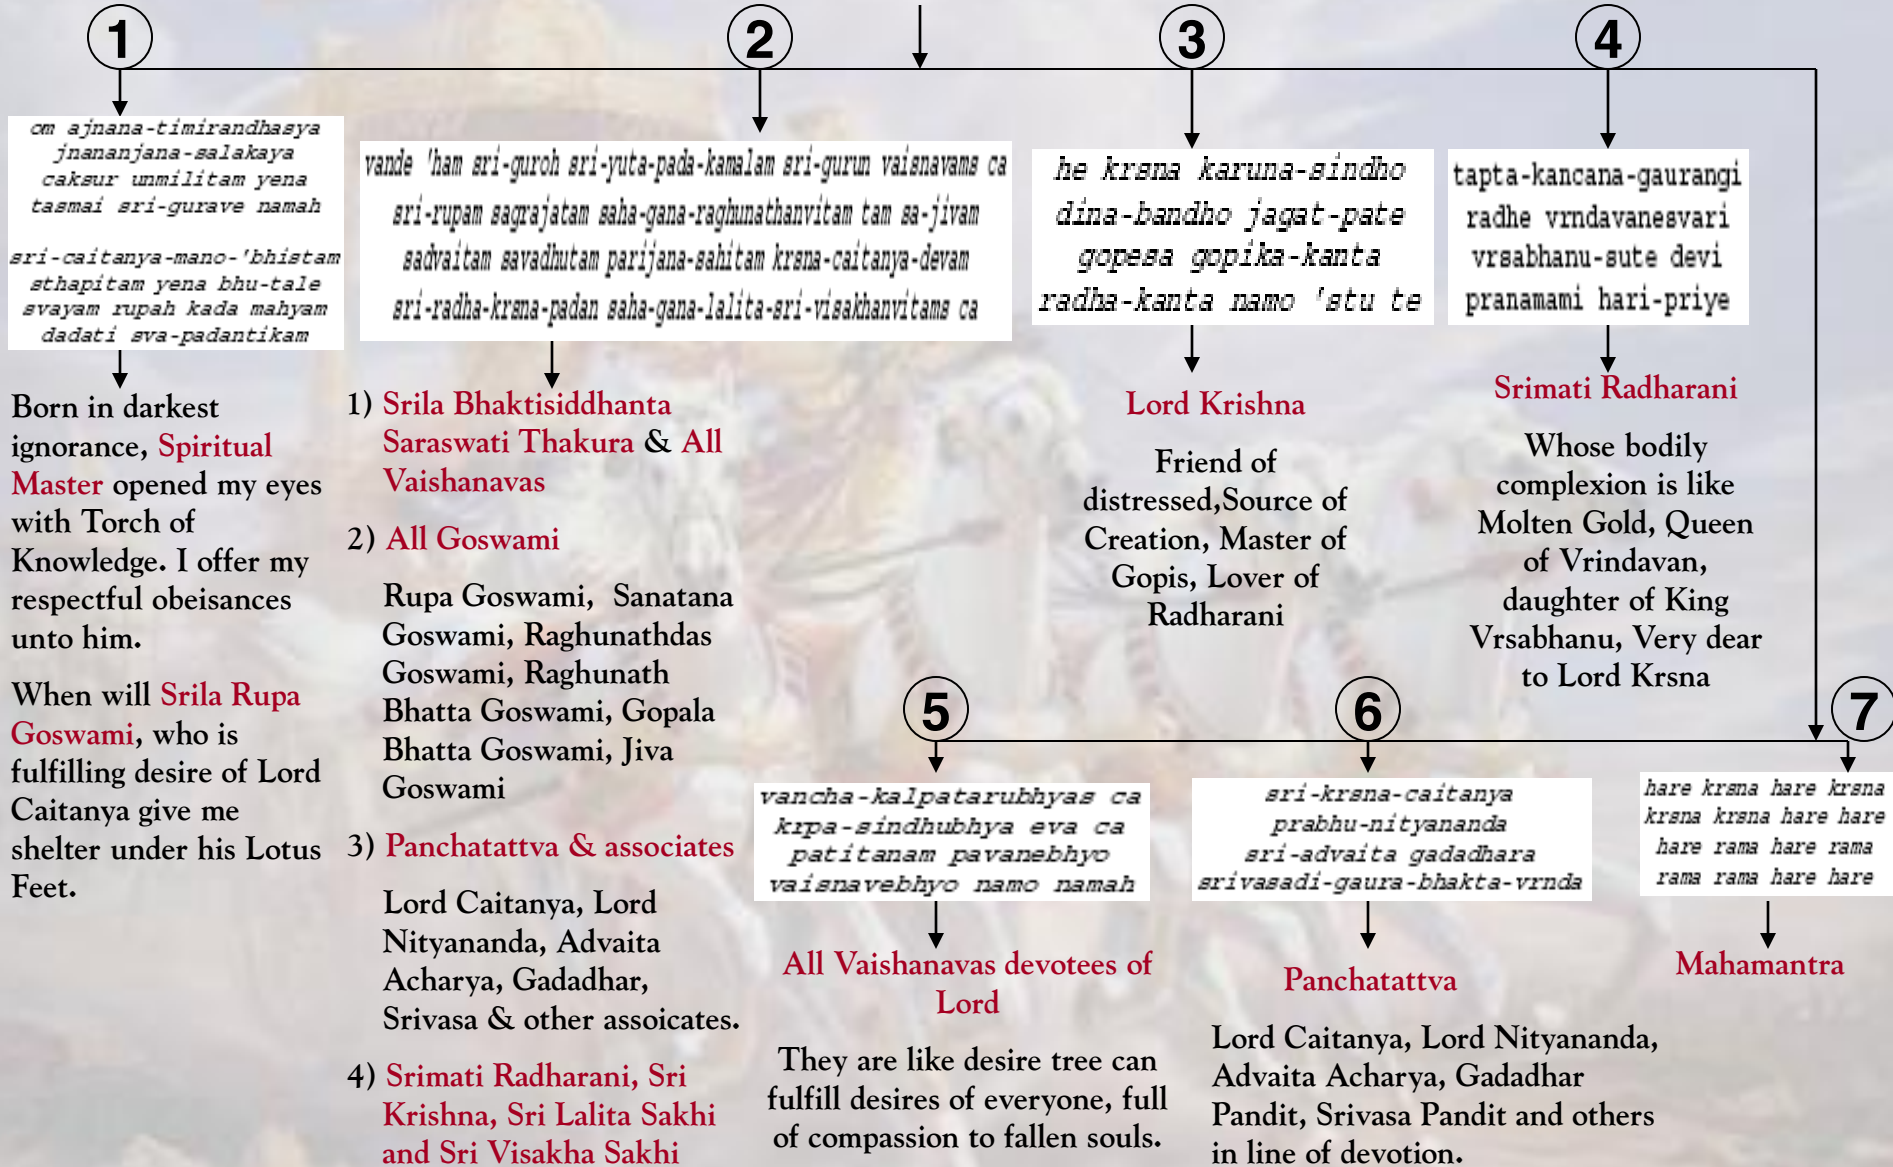 1
om ajnana-timirandhasya
jnananjana-salakaya
caksur unmilitam yena
tasmai sri-gurave namah
sri-caitanya-mano-'bhistam
sthapitam yena bhu-tale
svayam rupah kada mahyam
dadati sva-padantikam
Born in darkest
ignorance, Spiritual
Master opened my eyes
with Torch of
Knowledge. I offer my
respectful obeisances
unto him.
When will Srila Rupa
Goswami, who is
fulfilling desire of Lord
Caitanya give me
shelter under his Lotus
Feet.
2
vande 'ham sri-guroh sri-yuta-pada-kamalam sri-gurun vaisnavams ca
sri-rupam sagrajatam saha-gana-raghunathanvitam tam sa-jivam
sadvaitam savadhutam parijana-sahitam krsna-caitanya-devam
sri-radha-krsna-padan saha-gana-lalita-sri-visakhanvitams ca
1) Srila Bhaktisiddhanta
Saraswati Thakura & All
Vaishanavas
2) All Goswami
Rupa Goswami, Sanatana
Goswami, Raghunathdas
Goswami, Raghunath
Bhatta Goswami, Gopala
Bhatta Goswami, Jiva
Goswami
3) Panchatattva & associates
Lord Caitanya, Lord
Nityananda, Advaita
Acharya, Gadadhar,
Srivasa & other assoicates.
4) Srimati Radharani, Sri
Krishna, Sri Lalita Sakhi
and Sri Visakha Sakhi
3
he krsna karuna-sindho
dina-bandho jagat-pate
gopesa gopika-kanta
radha-kanta namo 'stu te
Lord Krishna
Friend of
distressed,Source of
Creation, Master of
Gopis, Lover of
Radharani
4
tapta-kancana-gaurangi
radhe vrndavanesvari
vrsabhanu-sute devi
pranamami hari-priye
Srimati Radharani
Whose bodily
complexion is like
Molten Gold, Queen
of Vrindavan,
daughter of King
Vrsabhanu, Very dear
to Lord Krsna
5
vancha-kalpatarubhyas ca
krpa-sindhubhya eva ca
patitanam pavanebhyo
vaisnavebhyo namo namah
All Vaishanavas devotees of
Lord
They are like desire tree can
fulfill desires of everyone, full
of compassion to fallen souls.
6
sri-krsna-caitanya
prabhu-nityananda
sri-advaita gadadhara
srivasadi-gaura-bhakta-vrnda
Panchatattva
Lord Caitanya, Lord Nityananda,
Advaita Acharya, Gadadhar
Pandit, Srivasa Pandit and others
in line of devotion.
7
hare krsna hare krsna
krsna krsna hare hare
hare rama hare rama
rama rama hare hare
Mahamantra